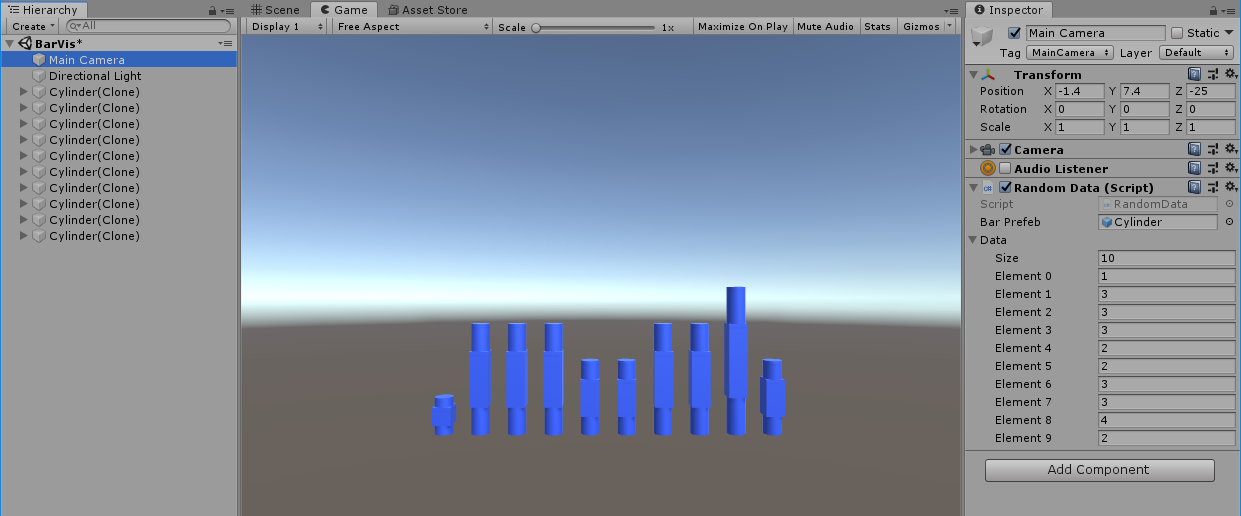 Hierarchy
Create All
BarVis*
Main Camera
Directional Light
Cylinder(Clone)
Cylinder(Clone)
Cylinder(Clone)
Cylinder(Clone)
Cylinder(Clone)
Cylinder(Clone)
Cylinder(Clone)
Cylinder(Clone)
Cylinder(Clone)
Cylinder(Clone)
Scene Game Asset Store
Display 1 Free Aspect Scale 1x Maximize On Play Mute Audio Stats Gizmos
Inspector
Main Camera Static
Tag MainCamera Layer Default
Transform
Position X -1.4 Y 7.4 Z -25
Rotation X 0 Y 0 Z 0
Scale X 1 Y 1 Z 1
Camera
Audio Listener
Random Data (Script)
Script RandomData
Bar Prefeb Cylinder
Data
Size 10
Element 0 1
Element 1 3
Element 2 3
Element 3 3
Element 4 2
Element 5 2
Element 6 3
Element 7 3
Element 8 4
Element 9 2
Add Component